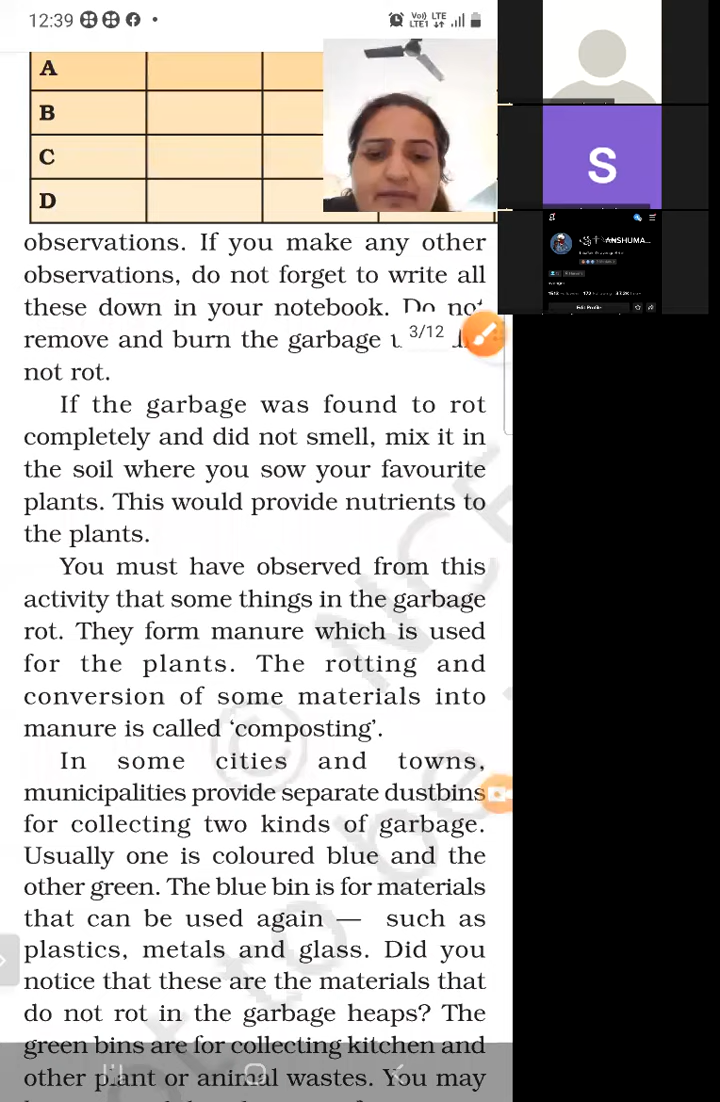 12:39
Vo)) LTE
LTE1
A
B
C
D
S
ANSHUMA...
Edit Profile
observations. If you make any other
observations, do not forget to write all
these down in your notebook. Do not
remove and burn the garbage
3/12
not rot.
If the garbage was found to rot
completely and did not smell, mix it in
the soil where you sow your favourite
plants. This would provide nutrients to
the plants.
You must have observed from this
activity that some things in the garbage
rot. They form manure which is used
for the plants. The rotting and
conversion of some materials into
manure is called ‘composting’.
In some cities and towns,
municipalities provide separate dustbins
for collecting two kinds of garbage.
Usually one is coloured blue and the
other green. The blue bin is for materials
that can be used again — such as
plastics, metals and glass. Did you
notice that these are the materials that
do not rot in the garbage heaps? The
green bins are for collecting kitchen and
other plant or animal wastes. You may